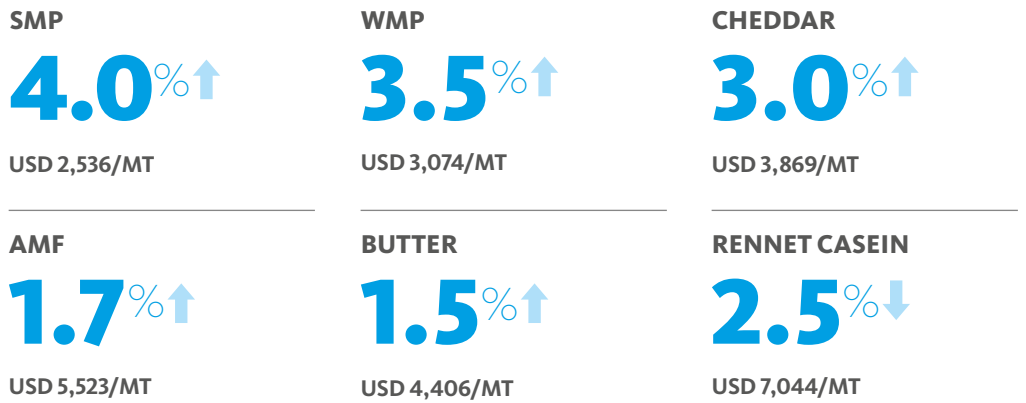 SMP
4.0%
USD 2,536/MT
WMP
3.5%
USD 3,074/MT
CHEDDAR
3.0%
USD 3,869/MT
AMF
1.7%
USD 5,523/MT
BUTTER
1.5%
USD 4,406/MT
RENNET CASEIN
2.5%
USD 7,044/MT